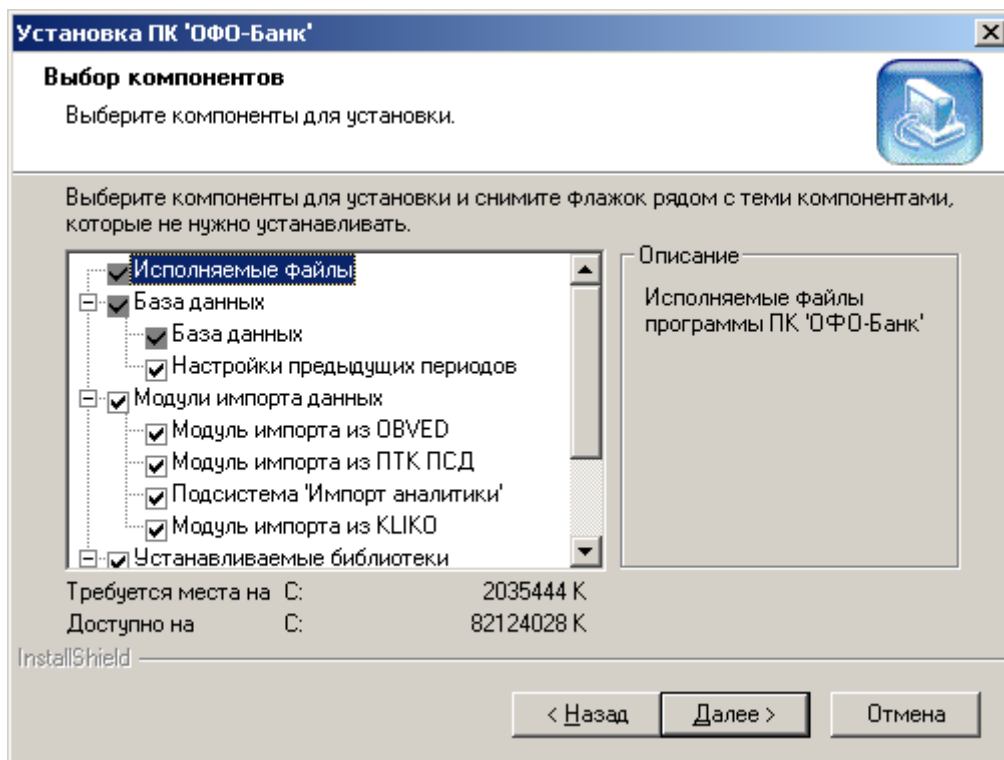 Установка ПК 'ОФО-Банк'
Выбор компонентов
Выберите компоненты для установки.
Выберите компоненты для установки и снимите флажок рядом с теми компонентами,
которые не нужно устанавливать.
Исполняемые файлы
База данных
База данных
Настройки предыдущих периодов
Модули импорта данных
Модуль импорта из OBVED
Модуль импорта из ПТК ПСД
Подсистема 'Импорт аналитики'
Модуль импорта из KLIKO
Устанавливаемые библиотеки
Описание
Исполняемые файлы
программы ПК 'ОФО-Банк'
Требуется места на C: 2035444 K
Доступно на C: 82124028 K
InstallShield
< Назад
Далее >
Отмена